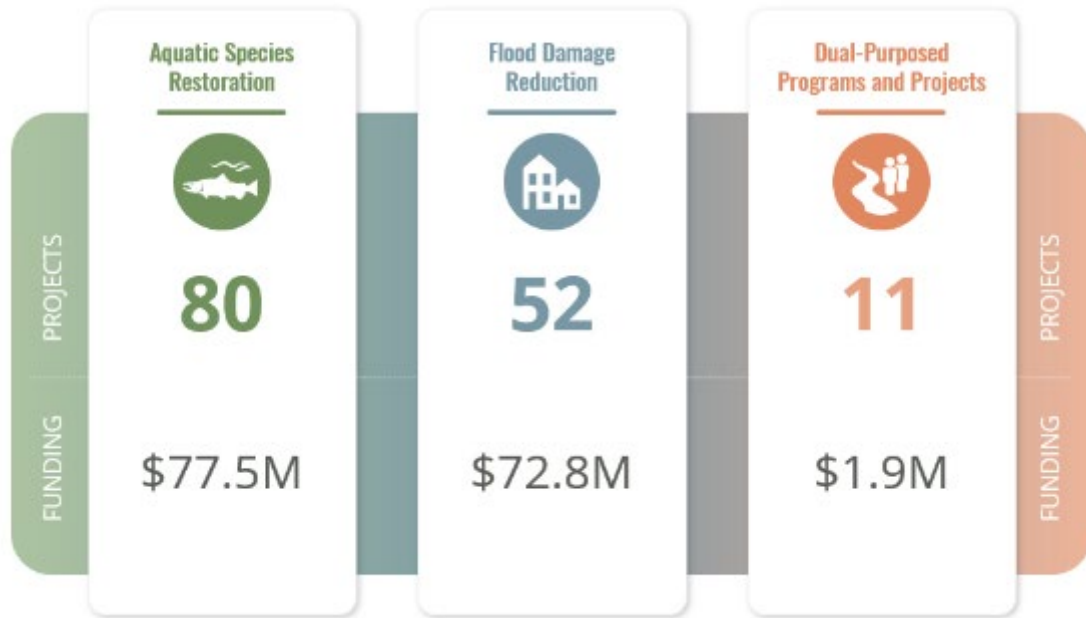 Aquatic Species
Restoration
Flood Damage
Reduction
Dual-Purposed
Programs and Projects
PROJECTS
80
52
11
PROJECTS
FUNDING
$77.5M
$72.8M
$1.9M
FUNDING